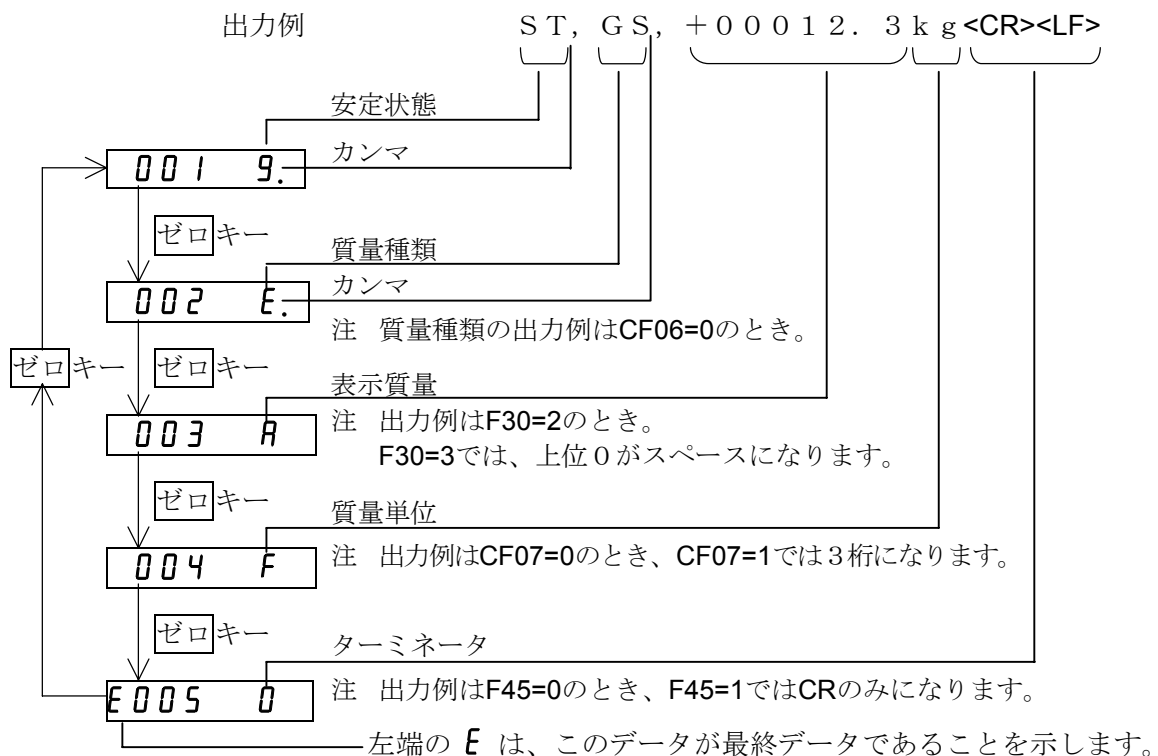 出力例 ＳＴ，ＧＳ，＋０００１２．３ｋｇ<CR><LF>
安定状態
001 9.
カンマ
ゼロキー
質量種類
002 E.
カンマ
注 質量種類の出力例はCF06=0のとき。
ゼロキー ゼロキー
表示質量
003 A
注 出力例はF30=2のとき。
F30=3では、上位０がスペースになります。
ゼロキー
質量単位
004 F
注 出力例はCF07=0のとき、CF07=1では３桁になります。
ゼロキー
ターミネータ
E005 0
注 出力例はF45=0のとき、F45=1ではCRのみになります。
左端の E は、このデータが最終データであることを示します。